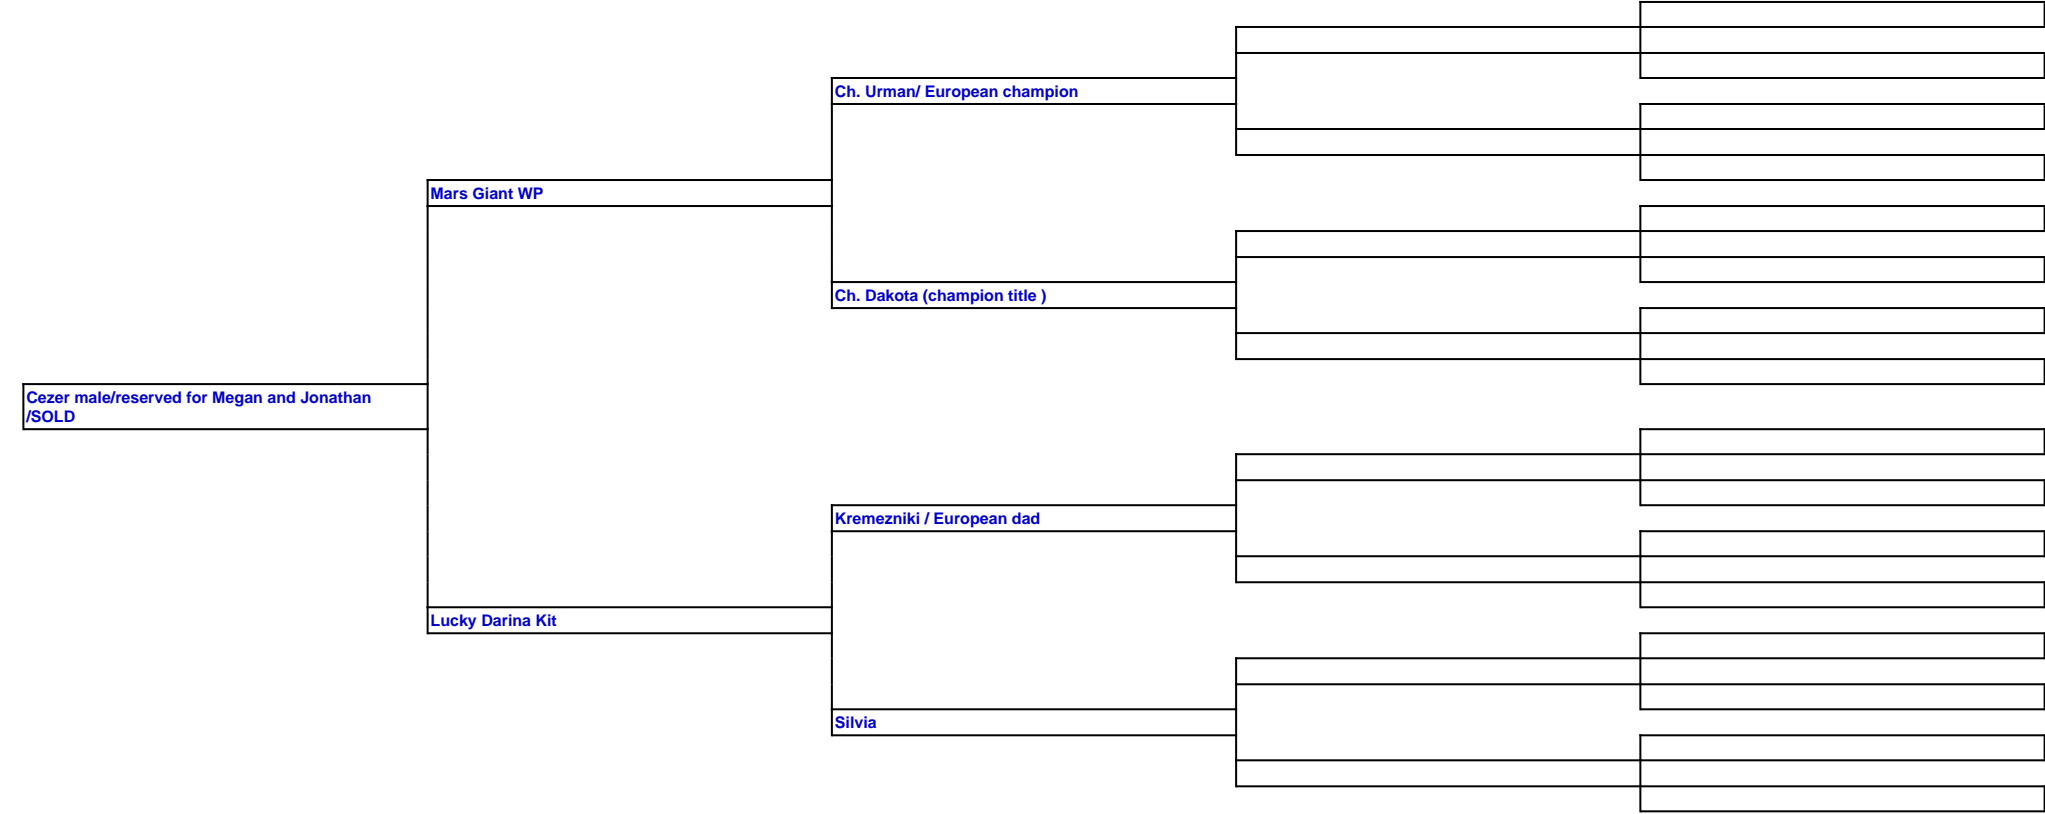 Ch. Urman/ European champion
Mars Giant WP
Ch. Dakota (champion title )
Cezer male/reserved for Megan and Jonathan
/SOLD
Kremezniki / European dad
Lucky Darina Kit
Silvia